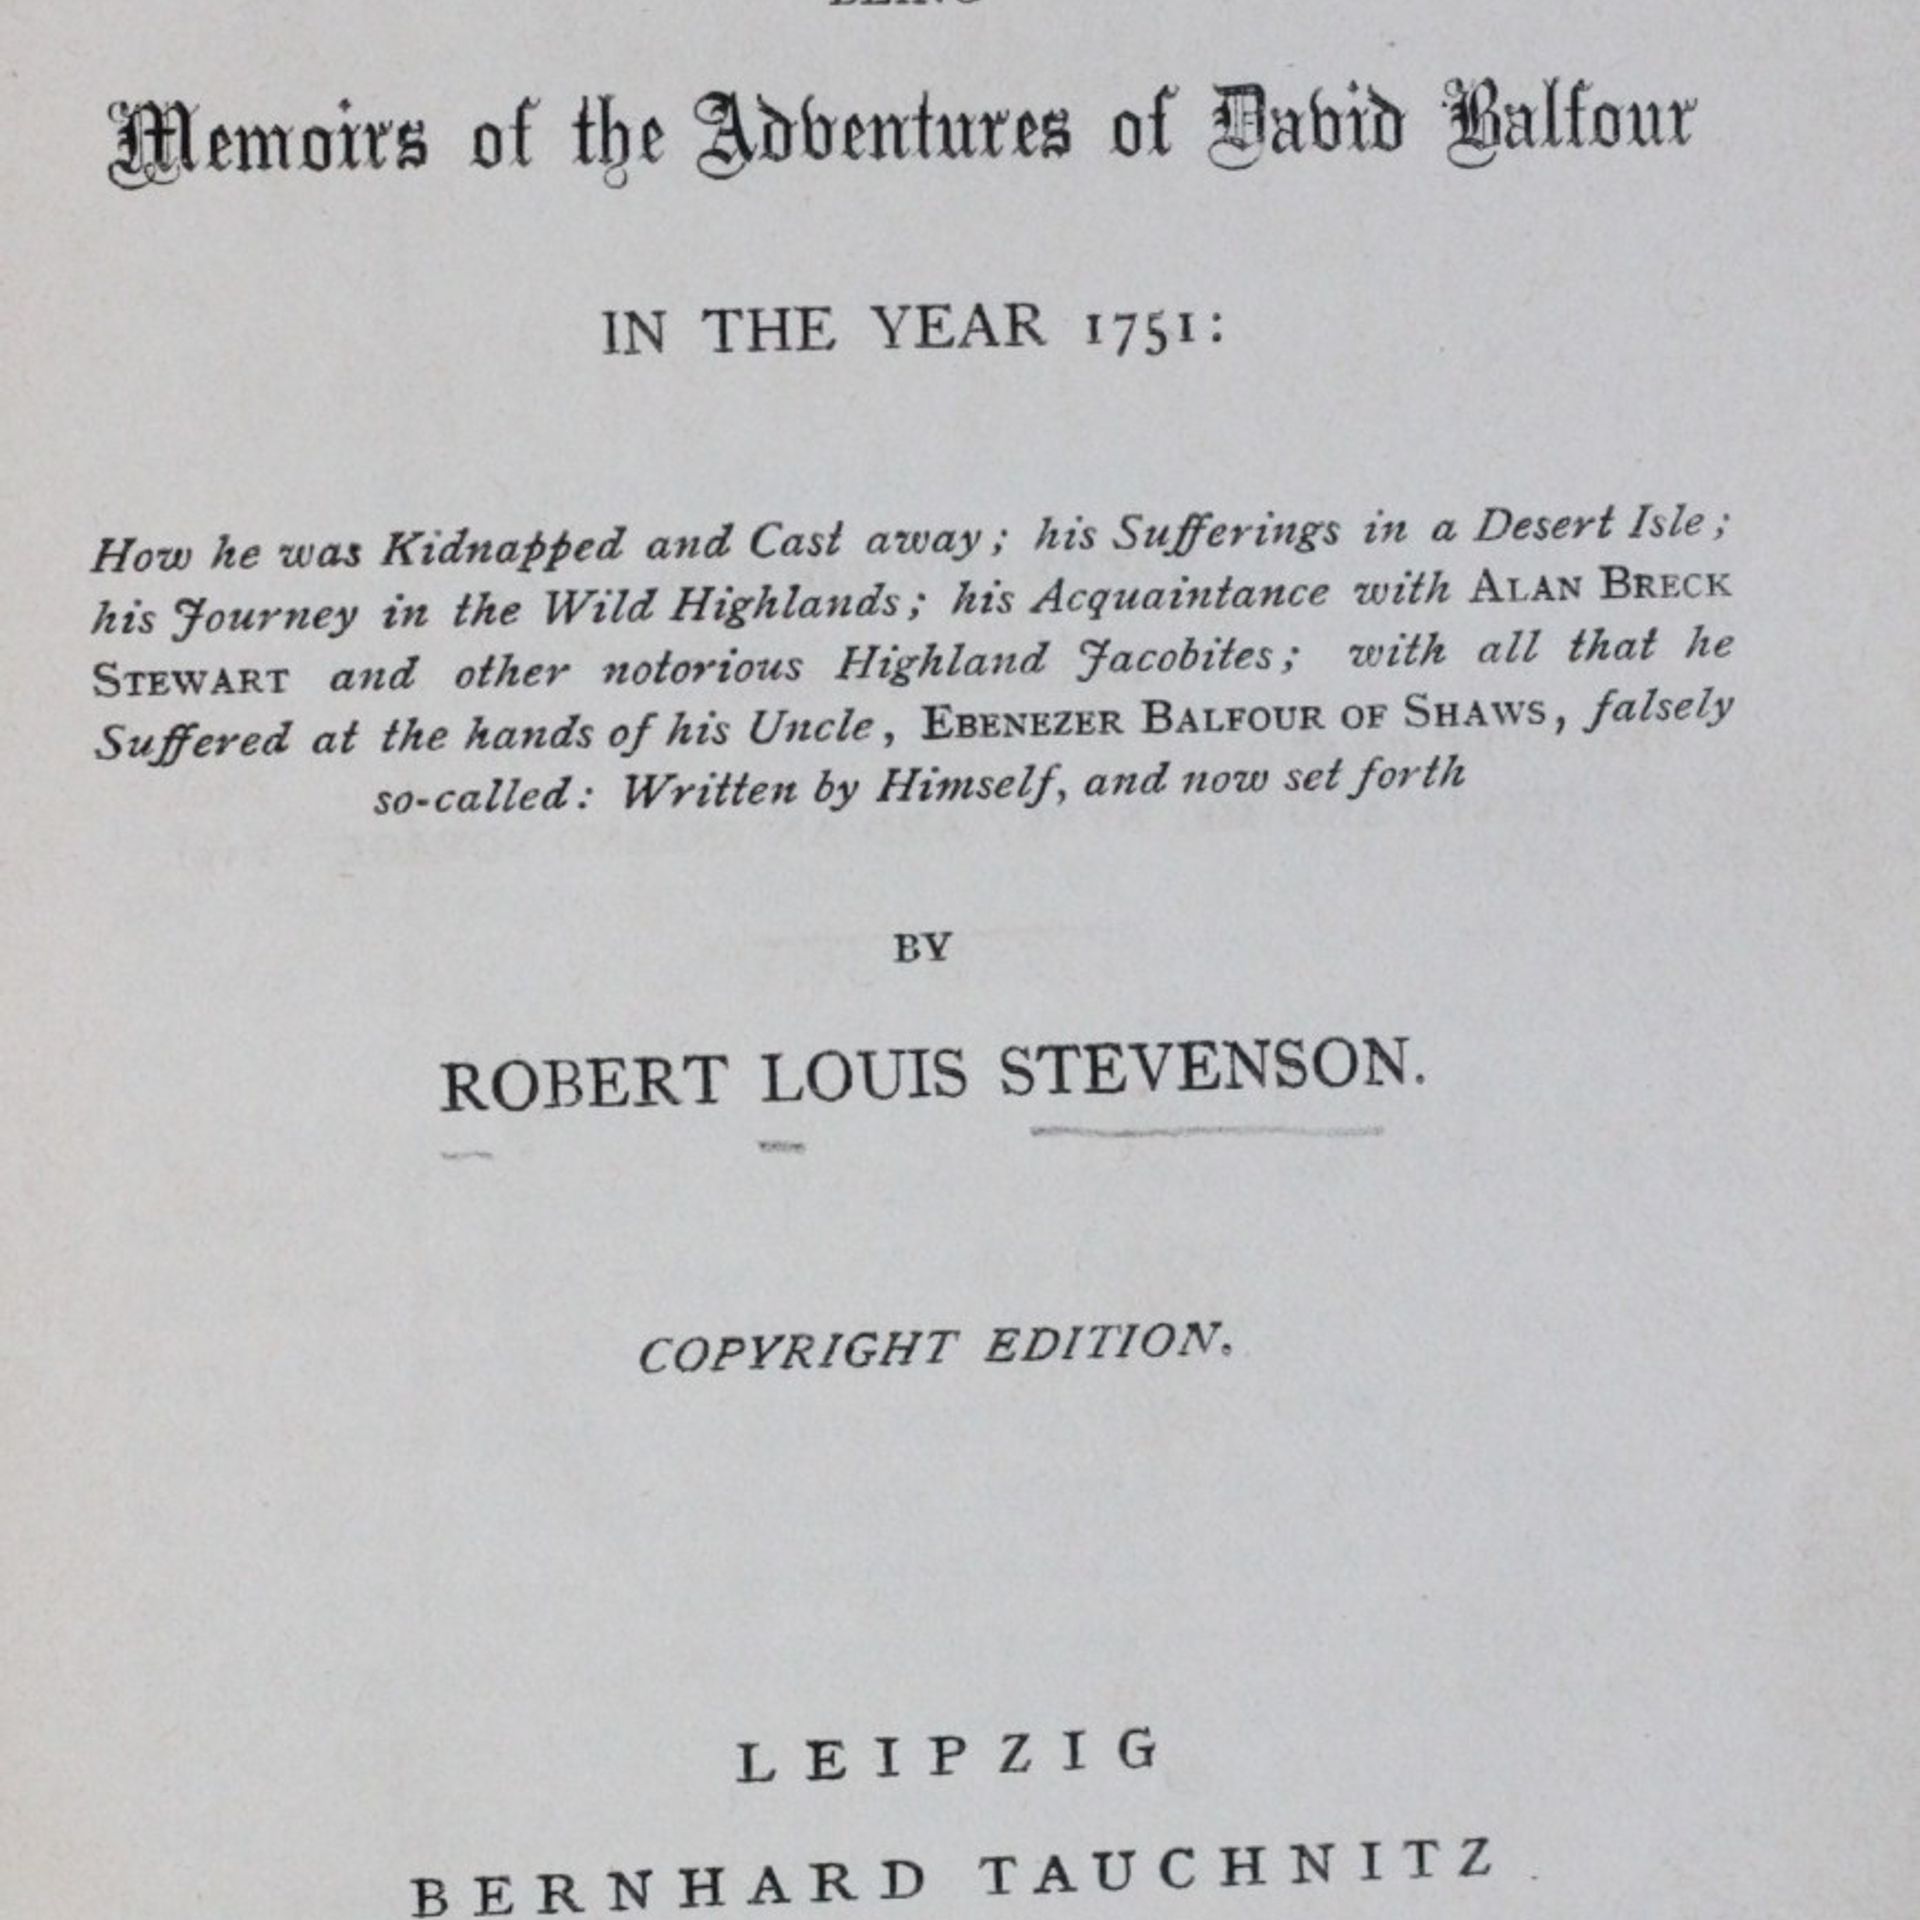 BEING
Memoirs of the Adventures of David Balfour
IN THE YEAR 1751:
How he was Kidnapped and Cast away; his Sufferings in a Desert Isle;
his Journey in the Wild Highlands; his Acquaintance with ALAN BRECK
STEWART and other notorious Highland Jacobites; with all that he
Suffered at the hands of his Uncle, EBENEZER BALFOUR OF SHAWS, falsely
so-called: Written by Himself, and now set forth
BY
ROBERT LOUIS STEVENSON.
COPYRIGHT EDITION.
LEIPZIG
BERNHARD TAUCHNITZ